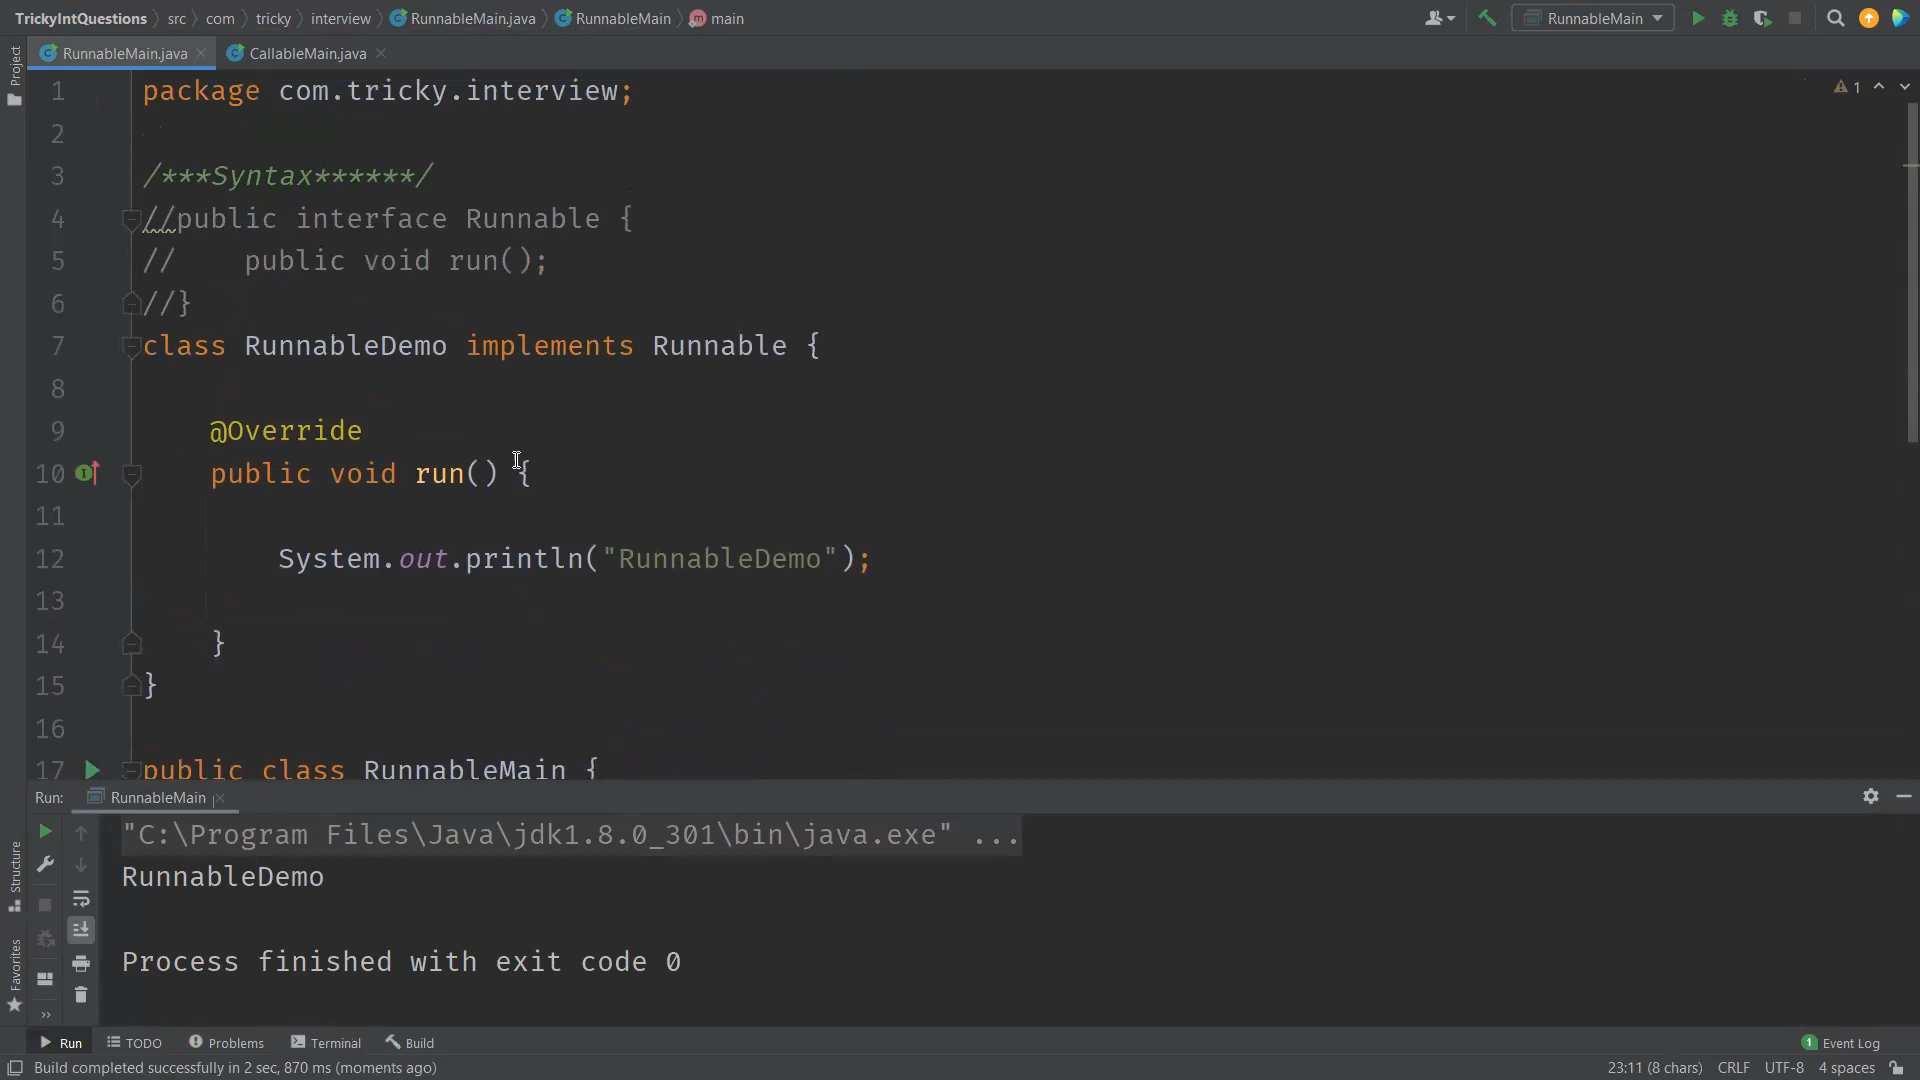 TrickyIntQuestions src com tricky interview RunnableMain.java RunnableMain main RunnableMain
Project
RunnableMain.java CallableMain.java
1 package com.tricky.interview; 1
2
3 /***Syntax******/
4 //public interface Runnable {
5 //    public void run();
6 //}
7 class RunnableDemo implements Runnable {
8
9     @Override
10     public void run() {
11
12         System.out.println("RunnableDemo");
13
14     }
15 }
16
17 public class RunnableMain {
Run: RunnableMain
"C:\Program Files\Java\jdk1.8.0_301\bin\java.exe" ...
RunnableDemo
Process finished with exit code 0
Structure
Favorites
Run TODO Problems Terminal Build 1 Event Log
Build completed successfully in 2 sec, 870 ms (moments ago) 23:11 (8 chars) CRLF UTF-8 4 spaces